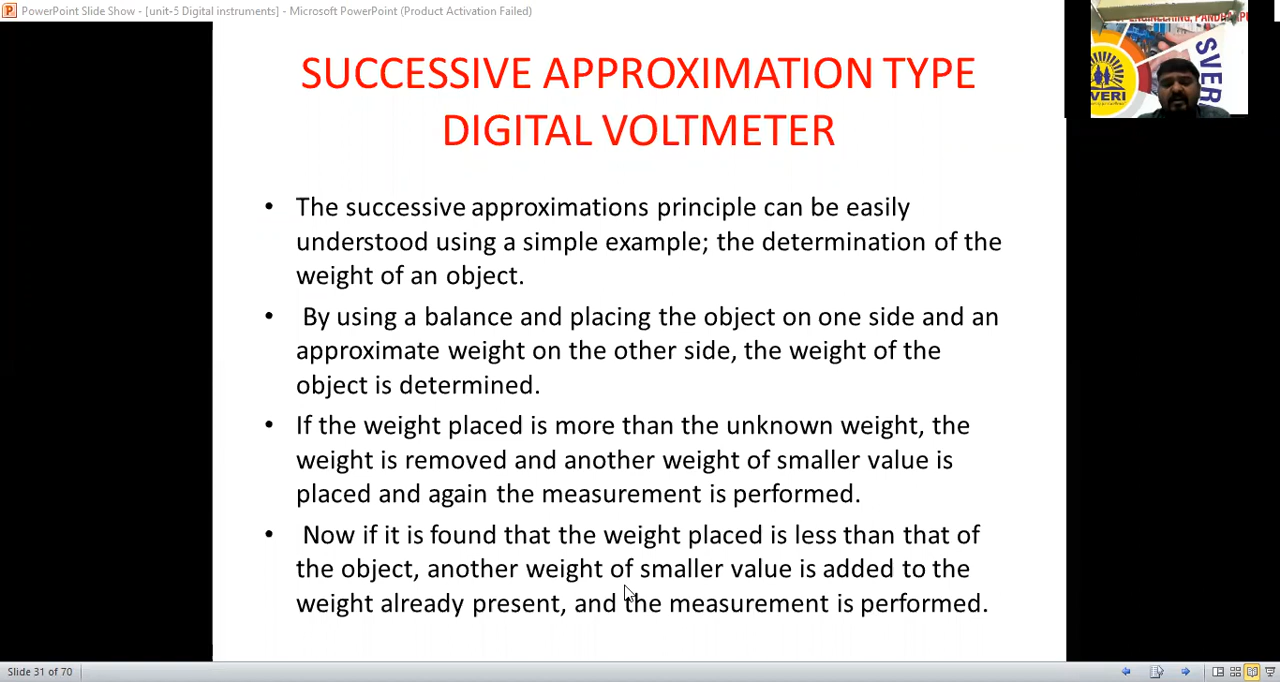 PowerPoint Slide Show - [unit-5 Digital instruments] - Microsoft PowerPoint (Product Activation Failed)
SUCCESSIVE APPROXIMATION TYPE
DIGITAL VOLTMETER
• The successive approximations principle can be easily
understood using a simple example; the determination of the
weight of an object.
• By using a balance and placing the object on one side and an
approximate weight on the other side, the weight of the
object is determined.
• If the weight placed is more than the unknown weight, the
weight is removed and another weight of smaller value is
placed and again the measurement is performed.
• Now if it is found that the weight placed is less than that of
the object, another weight of smaller value is added to the
weight already present, and the measurement is performed.
Slide 31 of 70
SVER
VERI